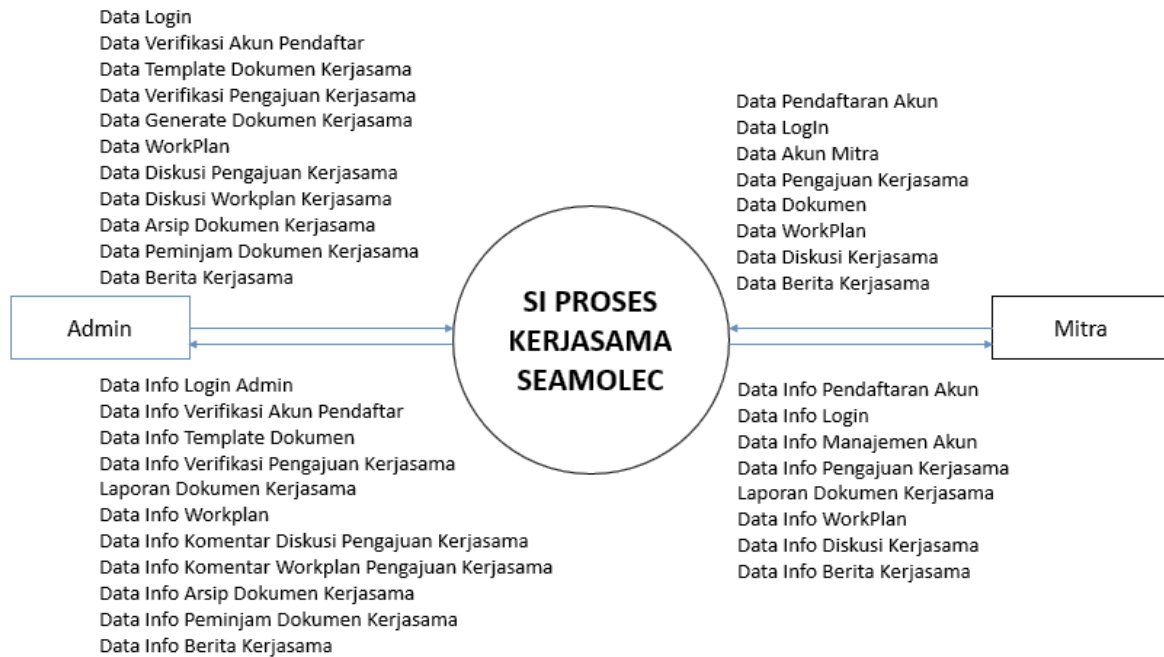 Data Login
Data Verifikasi Akun Pendaftar
Data Template Dokumen Kerjasama
Data Verifikasi Pengajuan Kerjasama
Data Generate Dokumen Kerjasama
Data WorkPlan
Data Diskusi Pengajuan Kerjasama
Data Diskusi Workplan Kerjasama
Data Arsip Dokumen Kerjasama
Data Peminjam Dokumen Kerjasama
Data Berita Kerjasama
Data Pendaftaran Akun
Data LogIn
Data Akun Mitra
Data Pengajuan Kerjasama
Data Dokumen
Data WorkPlan
Data Diskusi Kerjasama
Data Berita Kerjasama
Admin
SI PROSES
KERJASAMA
SEAMOLEC
Mitra
Data Info Login Admin
Data Info Verifikasi Akun Pendaftar
Data Info Template Dokumen
Data Info Verifikasi Pengajuan Kerjasama
Laporan Dokumen Kerjasama
Data Info Workplan
Data Info Komentar Diskusi Pengajuan Kerjasama
Data Info Komentar Workplan Pengajuan Kerjasama
Data Info Arsip Dokumen Kerjasama
Data Info Peminjam Dokumen Kerjasama
Data Info Berita Kerjasama
Data Info Pendaftaran Akun
Data Info Login
Data Info Manajemen Akun
Data Info Pengajuan Kerjasama
Laporan Dokumen Kerjasama
Data Info WorkPlan
Data Info Diskusi Kerjasama
Data Info Berita Kerjasama